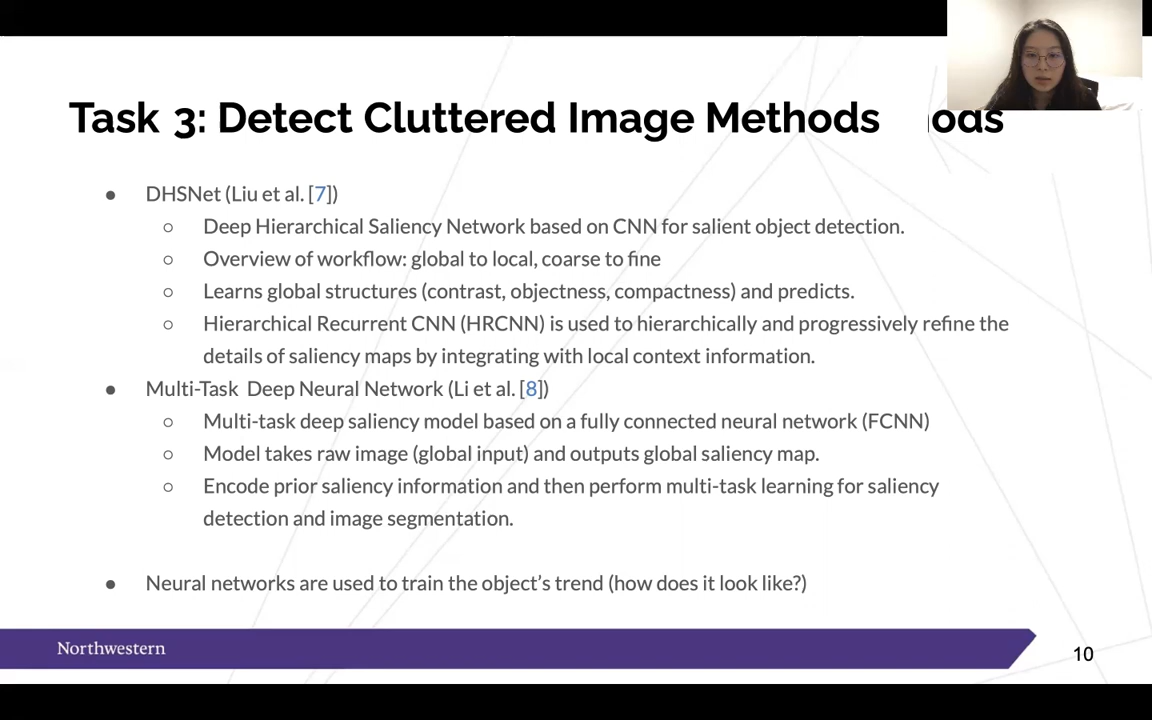 Task 3: Detect Cluttered Image Methods ods
● DHSNet (Liu et al. [7])
○ Deep Hierarchical Saliency Network based on CNN for salient object detection.
○ Overview of workflow: global to local, coarse to fine
○ Learns global structures (contrast, objectness, compactness) and predicts.
○ Hierarchical Recurrent CNN (HRCNN) is used to hierarchically and progressively refine the
details of saliency maps by integrating with local context information.
● Multi-Task Deep Neural Network (Li et al. [8])
○ Multi-task deep saliency model based on a fully connected neural network (FCNN)
○ Model takes raw image (global input) and outputs global saliency map.
○ Encode prior saliency information and then perform multi-task learning for saliency
detection and image segmentation.
● Neural networks are used to train the object’s trend (how does it look like?)
Northwestern
10